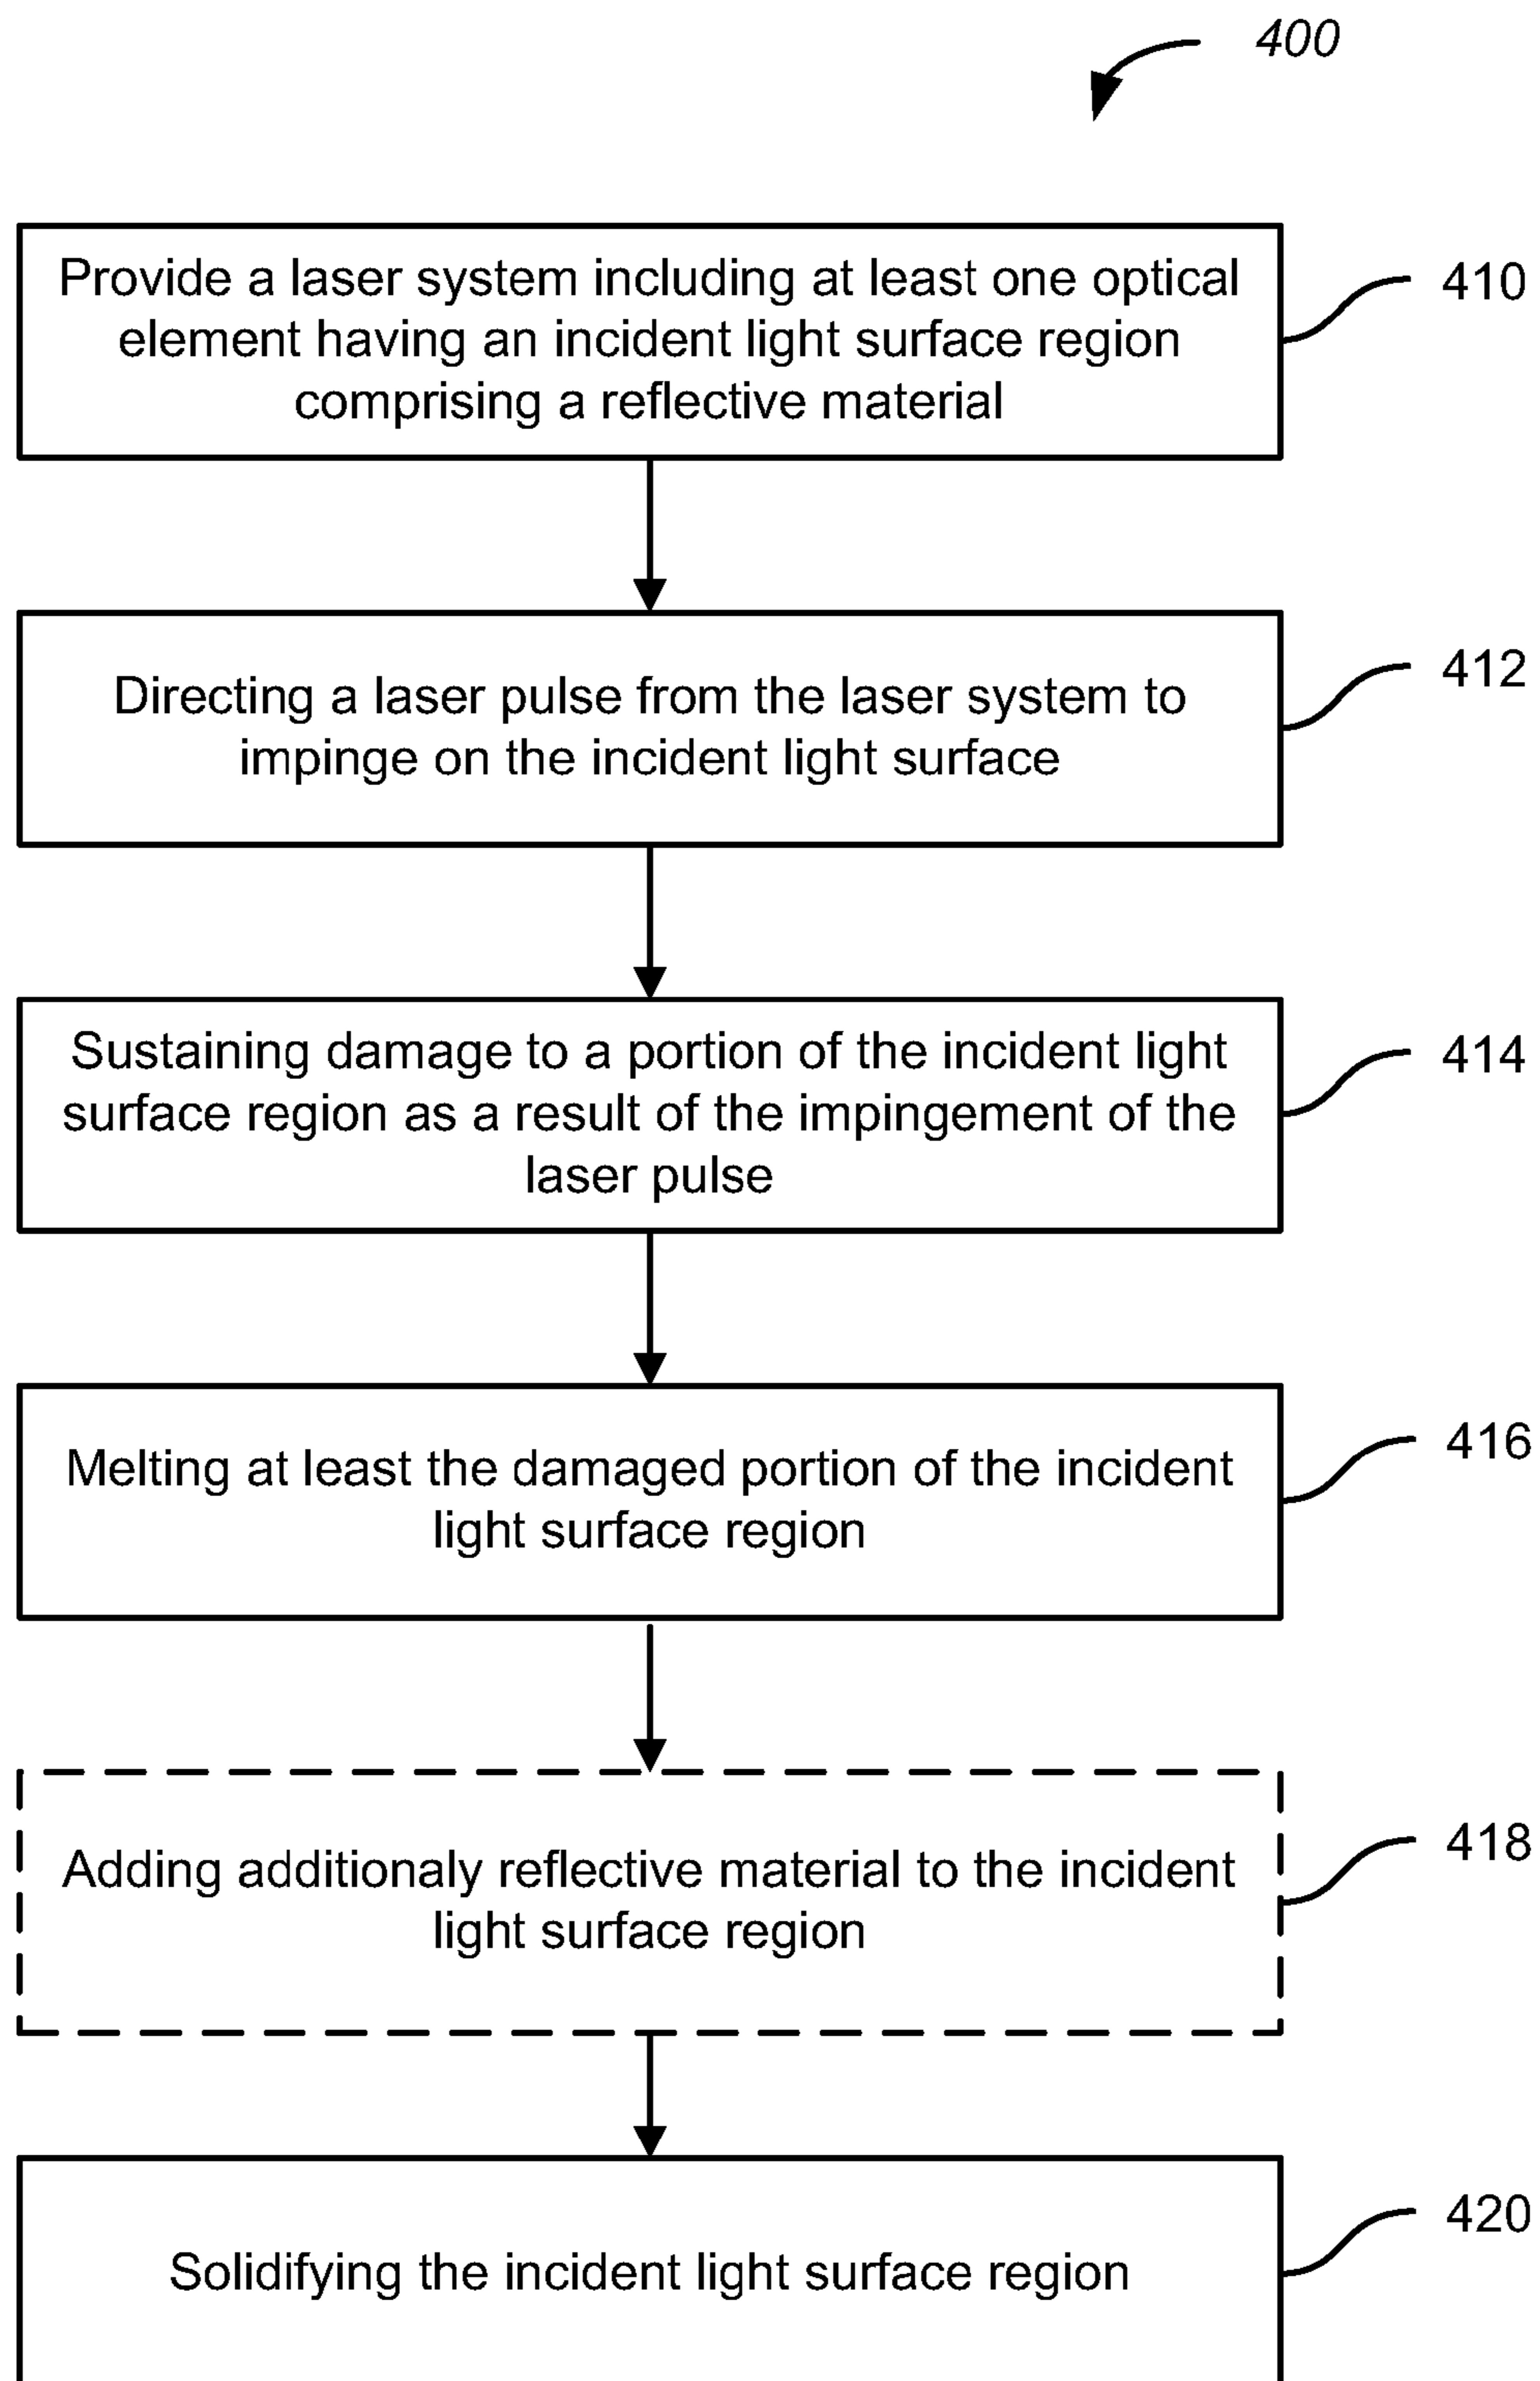 400
Provide a laser system including at least one optical
element having an incident light surface region
comprising a reflective material
410
Directing a laser pulse from the laser system to
impinge on the incident light surface
412
Sustaining damage to a portion of the incident light
surface region as a result of the impingement of the
laser pulse
414
Melting at least the damaged portion of the incident
light surface region
416
Adding additionaly reflective material to the incident
light surface region
418
Solidifying the incident light surface region
420